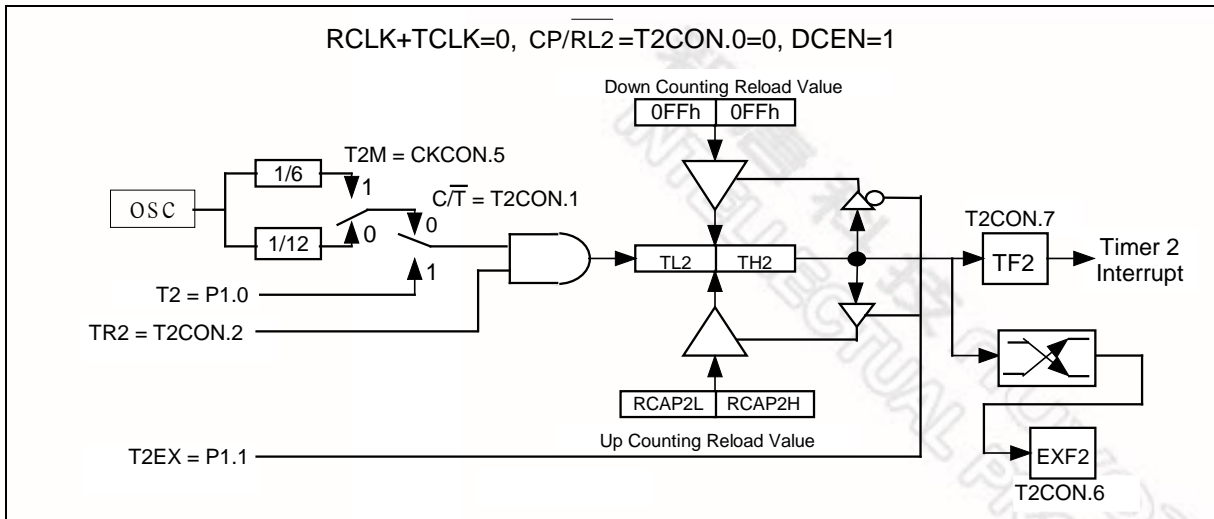 RCLK+TCLK=0, CP/RL2=T2CON.0=0, DCEN=1
Down Counting Reload Value
0FFh 0FFh
T2M = CKCON.5
1/6
1
OSC
C/T = T2CON.1
0
1/12
0
1
T2 = P1.0
TR2 = T2CON.2
TL2 TH2
T2CON.7
TF2
Timer 2
Interrupt
RCAP2L RCAP2H
Up Counting Reload Value
T2EX = P1.1
EXF2
T2CON.6
INTELLECTUAL